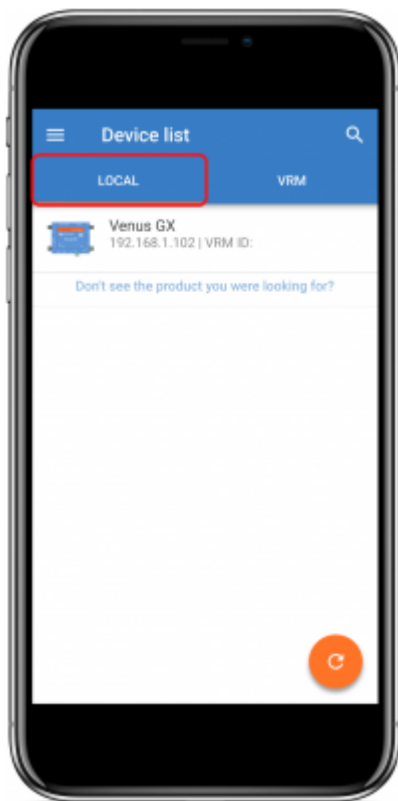 Device list
LOCAL VRM
Venus GX
192.168.1.102 | VRM ID:
Don't see the product you were looking for?